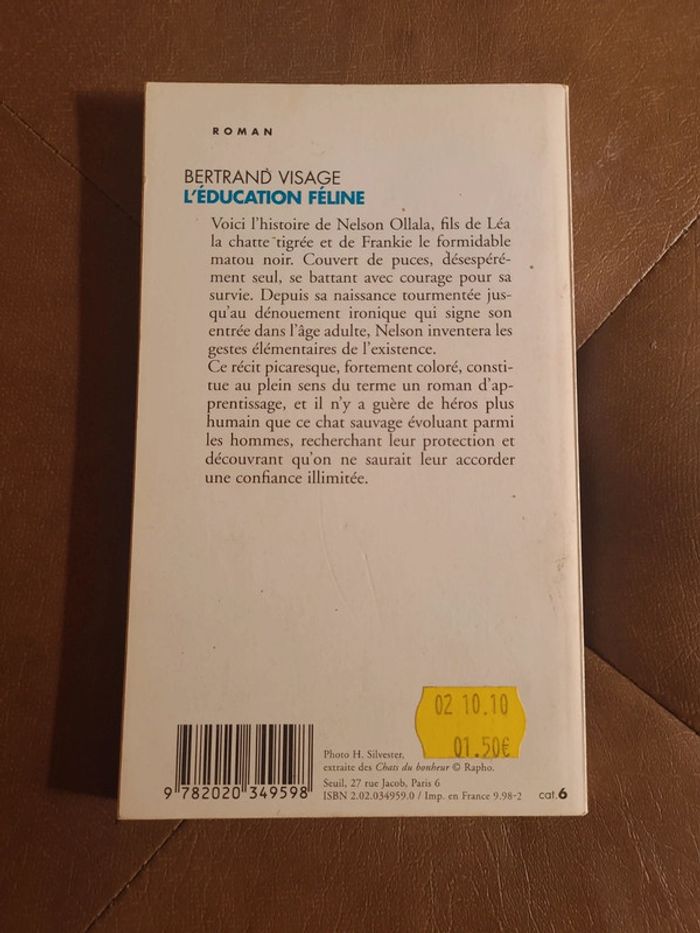 ROMAN
BERTRAND VISAGE
L'ÉDUCATION FÉLINE
Voici l'histoire de Nelson Ollala, fils de Léa
la chatte tigrée et de Frankie le formidable
matou noir. Couvert de puces, désespéré-
ment seul, se battant avec courage pour sa
survie. Depuis sa naissance tourmentée jus-
qu'au dénouement ironique qui signe son
entrée dans l'âge adulte, Nelson inventera les
gestes élémentaires de l'existence.
Ce récit picaresque, fortement coloré, consti-
tue au plein sens du terme un roman d'ap-
prentissage, et il n'y a guère de héros plus
humain que ce chat sauvage évoluant parmi
les hommes, recherchant leur protection et
découvrant qu'on ne saurait leur accorder
une confiance illimitée.
02 10.10
01.50€
Photo H. Silvester,
extraite des Chats du bonheur © Rapho.
Seuil, 27 rue Jacob, Paris 6
ISBN 2.02.034959.0 / Imp. en France 9.98-2
cat.6
9 782020 349598